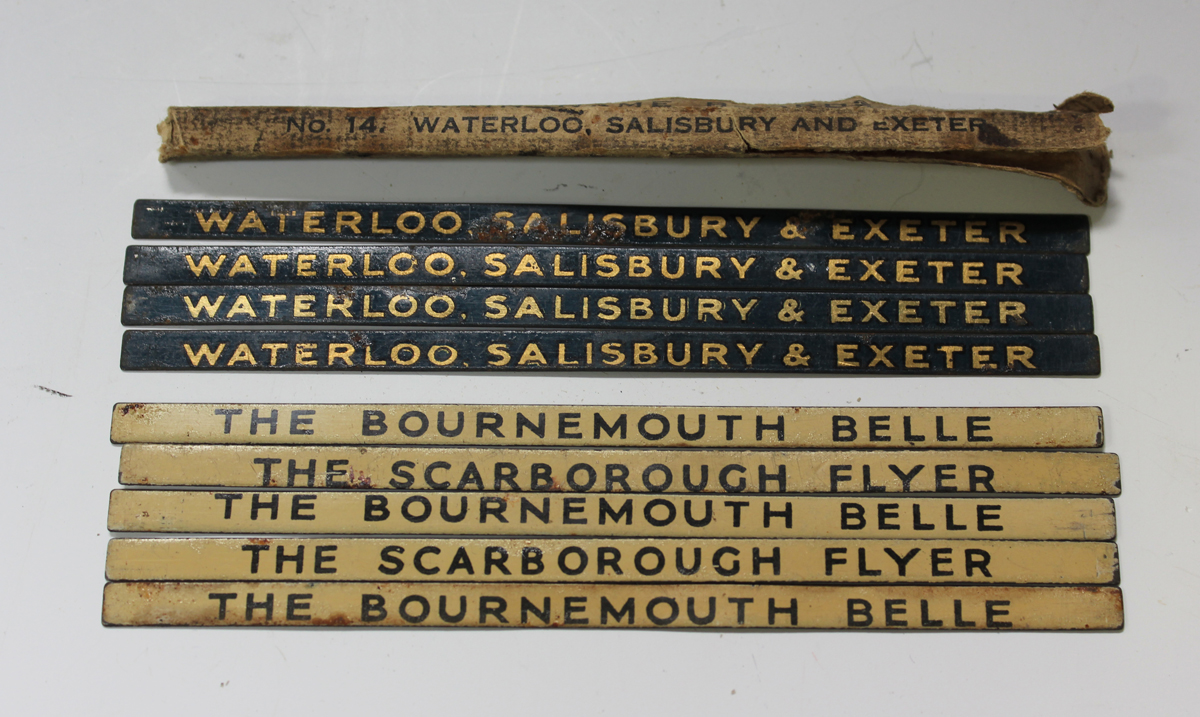 No. 14. WATERLOO, SALISBURY AND EXETER
WATERLOO, SALISBURY & EXETER
WATERLOO, SALISBURY & EXETER
WATERLOO, SALISBURY & EXETER
WATERLOO, SALISBURY & EXETER
THE BOURNEMOUTH BELLE
THE SCARBOROUGH FLYER
THE BOURNEMOUTH BELLE
THE SCARBOROUGH FLYER
THE BOURNEMOUTH BELLE